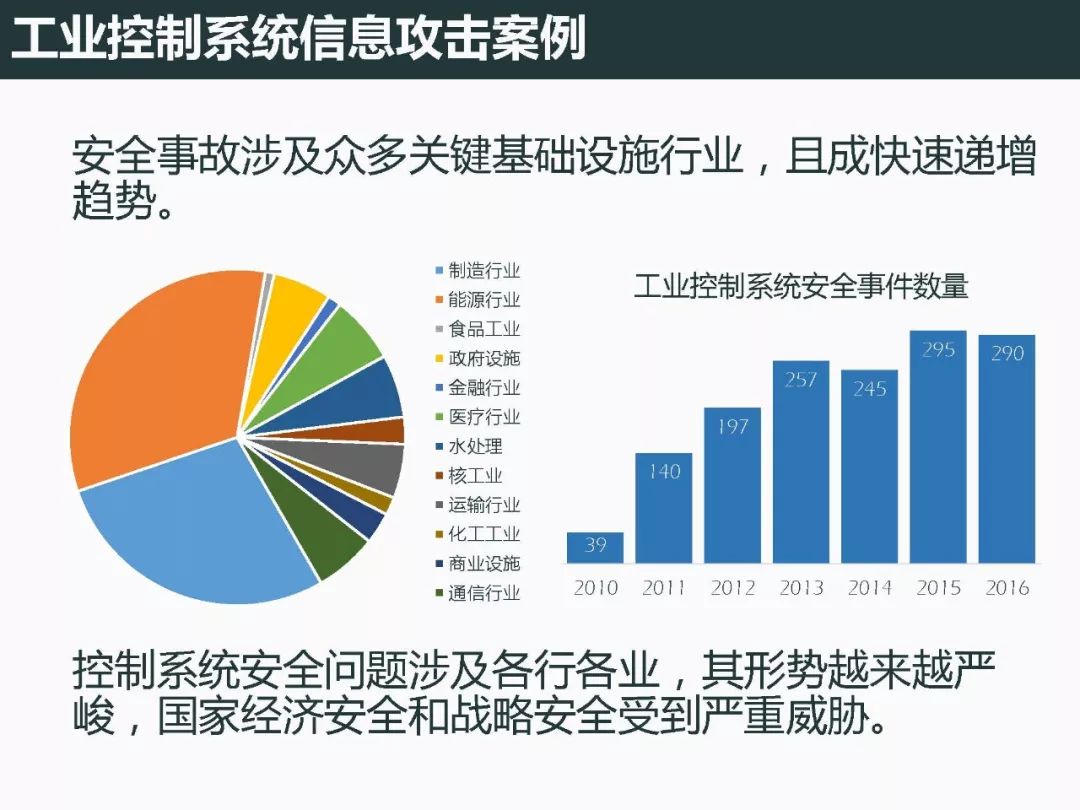 工业控制系统信息攻击案例
安全事故涉及众多关键基础设施行业，且成快速递增
趋势。
制造行业
能源行业
食品工业
政府设施
金融行业
医疗行业
水处理
核工业
运输行业
化工工业
商业设施
通信行业
工业控制系统安全事件数量
39
140
197
257
245
295
290
2010 2011 2012 2013 2014 2015 2016
控制系统安全问题涉及各行各业，其形势越来越严
峻，国家经济安全和战略安全受到严重威胁。